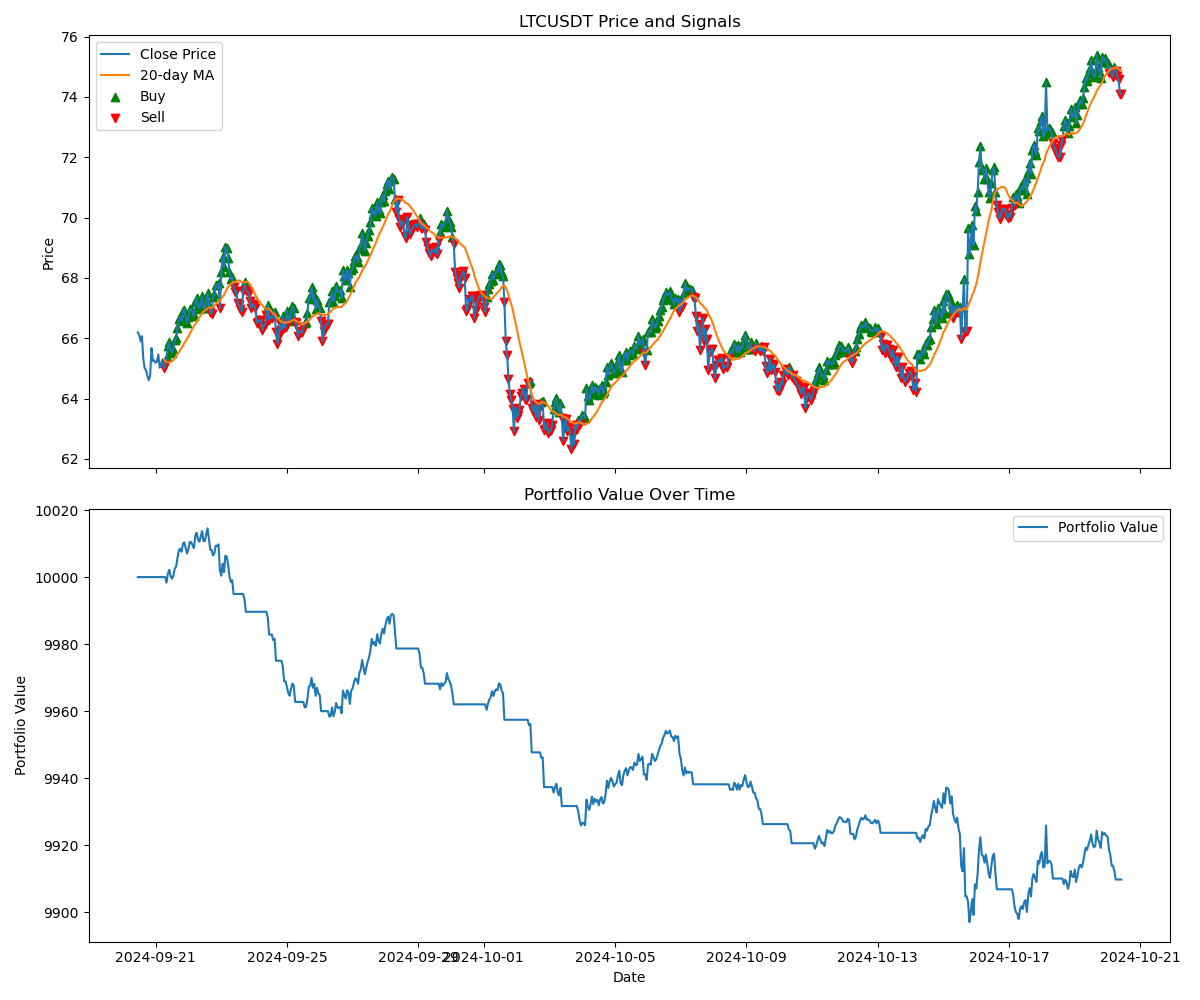 LTCUSDT Price and Signals
76
74
72
70
68
66
64
62
Price
Close Price
20-day MA
Buy
Sell
Portfolio Value Over Time
10020
10000
9980
9960
9940
9920
9900
Portfolio Value
Portfolio Value
2024-09-21 2024-09-25 2024-09-29 2024-10-01 2024-10-05 2024-10-09 2024-10-13 2024-10-17 2024-10-21
Date